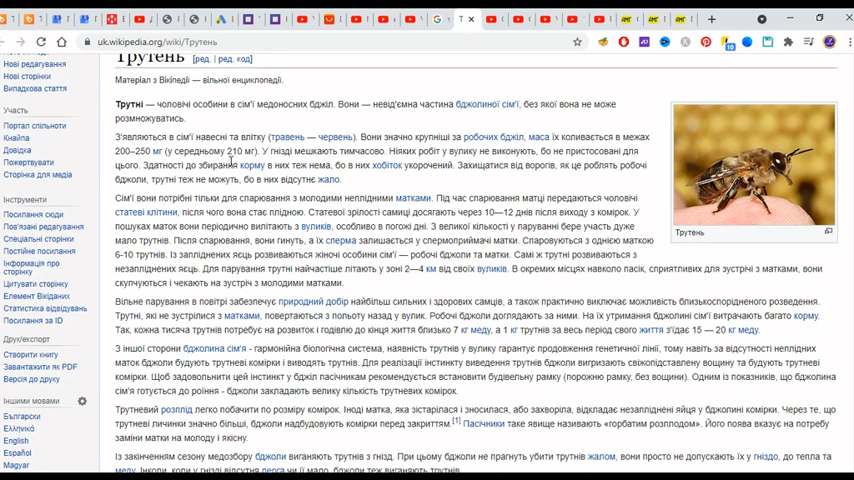 uk.wikipedia.org/wiki/Трутень
Трутень [ред. | ред. код]
Матеріал з Вікіпедії — вільної енциклопедії.
Нові редагування
Нові сторінки
Випадкова стаття
Участь
Портал спільноти
Кнайпа
Довідка
Пожертвувати
Сторінка для медіа
Інструменти
Посилання сюди
Пов'язані редагування
Спеціальні сторінки
Постійне посилання
Інформація про
сторінку
Цитувати сторінку
Елемент Вікіданих
Статистика відвідувань
Посилання за ID
Друк/експорт
Створити книгу
Завантажити як PDF
Версія до друку
Іншими мовами
Български
Ελληνικά
English
Español
Magyar
Трутні — чоловічі особини в сім'ї медоносних бджіл. Вони — невід'ємна частина бджолиної сім'ї, без якої вона не може
розмножуватись.
З'являються в сім'ї навесні та влітку (травень — червень). Вони значно крупніші за робочих бджіл, маса їх коливається в межах
200–250 мг (у середньому 210 мг). У гнізді мешкають тимчасово. Ніяких робіт у вулику не виконують, бо не пристосовані для
цього. Здатності до збирання корму в них теж нема, бо в них хобіток укорочений. Захищатися від ворогів, як це роблять робочі
бджоли, трутні теж не можуть, бо в них відсутнє жало.
Сім'ї вони потрібні тільки для спарювання з молодими неплідними матками. Під час спарювання матці передаються чоловічі
статеві клітини, після чого вона стає плідною. Статевої зрілості самиці досягають через 10—12 днів після виходу з комірок. У
пошуках маток вони періодично вилітають з вуликів, особливо в погожі дні. З великої кількості у паруванні бере участь дуже
мало трутнів. Після спарювання, вони гинуть, а їх сперма залишається у спермоприймачі матки. Спаровуються з однією маткою
6-10 трутнів. Із запліднених яєць розвиваються жіночі особини сім'ї — робочі бджоли та матки. Самі ж трутні розвиваються з
незапліднених яєць. Для парування трутні найчастіше літають у зоні 2—4 км від своєї вуликів. В окремих місцях навколо пасік, сприятливих для зустрічі з матками, вони
скупчуються і чекають на зустріч з молодими матками.
Вільне парування в повітрі забезпечує природний добір найбільш сильних і здорових самців, а також практично виключає можливість близькоспорідненого розведення.
Трутні, які не зустрілися з матками, повертаються з польоту назад у вулик. Робочі бджоли доглядають за ними. На їх утримання бджолині сім'ї витрачають багато корму.
Так, кожна тисяча трутнів потребує на розвиток і годівлю до кінця життя близько 7 кг меду, а 1 кг трутнів за весь період свого життя з'їдає 15 — 20 кг меду.
З іншої сторони бджолина сім'я - гармонійна біологічна система, наявність трутнів у вулику гарантує продовження генетичної лінії, тому навіть за відсутності неплідних
маток бджоли будують трутневі комірки і виводять трутнів. Для реалізації інстинкту виведення трутнів бджоли вигризають свіжопідставлену вощину та будують трутневі
комірки. Щоб задовольнити цей інстинкт у бджіл пасічникам рекомендується встановити будівельну рамку (порожню рамку, без вощини). Одним із показників, що бджолина
сім'я готується до роїння - бджоли закладають велику кількість трутневих комірок.
Трутневий розплід легко побачити по розміру комірок. Іноді матка, яка зістарілася і зносилася, або захворіла, відкладає незапліднені яйця у бджолині комірки. Через те, що
трутневі личинки значно більші, бджоли надбудовують комірки перед закриттям.[1] Пасічники таке явище називають «горбатим розплодом». Його поява вказує на потребу
заміни матки на молоду і якісну.
Із закінченням сезону медозбору бджоли виганяють трутнів з гнізд. При цьому бджоли не прагнуть убити трутнів жалом, вони просто не допускають їх у гніздо, до тепла та
меду. Інколи, коли у гнізді відсутня перга чи її мало, бджоли теж виганяють трутнів.
Трутень